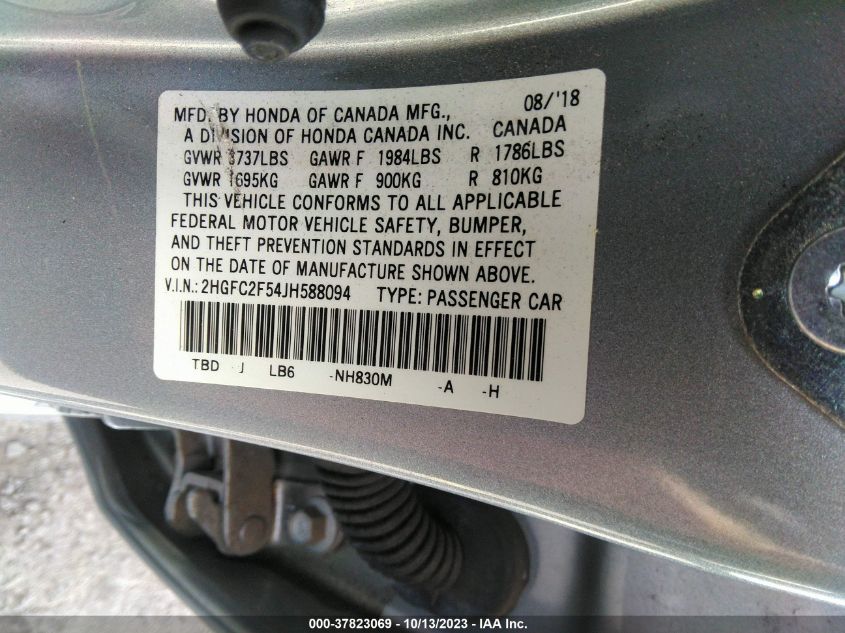 MFD. BY HONDA OF CANADA MFG., 08/'18
A DIVISION OF HONDA CANADA INC. CANADA
GVWR 3737LBS GAWR F 1984LBS R 1786LBS
GVWR 1695KG GAWR F 900KG R 810KG
THIS VEHICLE CONFORMS TO ALL APPLICABLE
FEDERAL MOTOR VEHICLE SAFETY, BUMPER,
AND THEFT PREVENTION STANDARDS IN EFFECT
ON THE DATE OF MANUFACTURE SHOWN ABOVE.
V.I.N.: 2HGFC2F54JH588094 TYPE: PASSENGER CAR
TBD J LB6 -NH830M -A -H
000-37823069 - 10/13/2023 - IAA Inc.